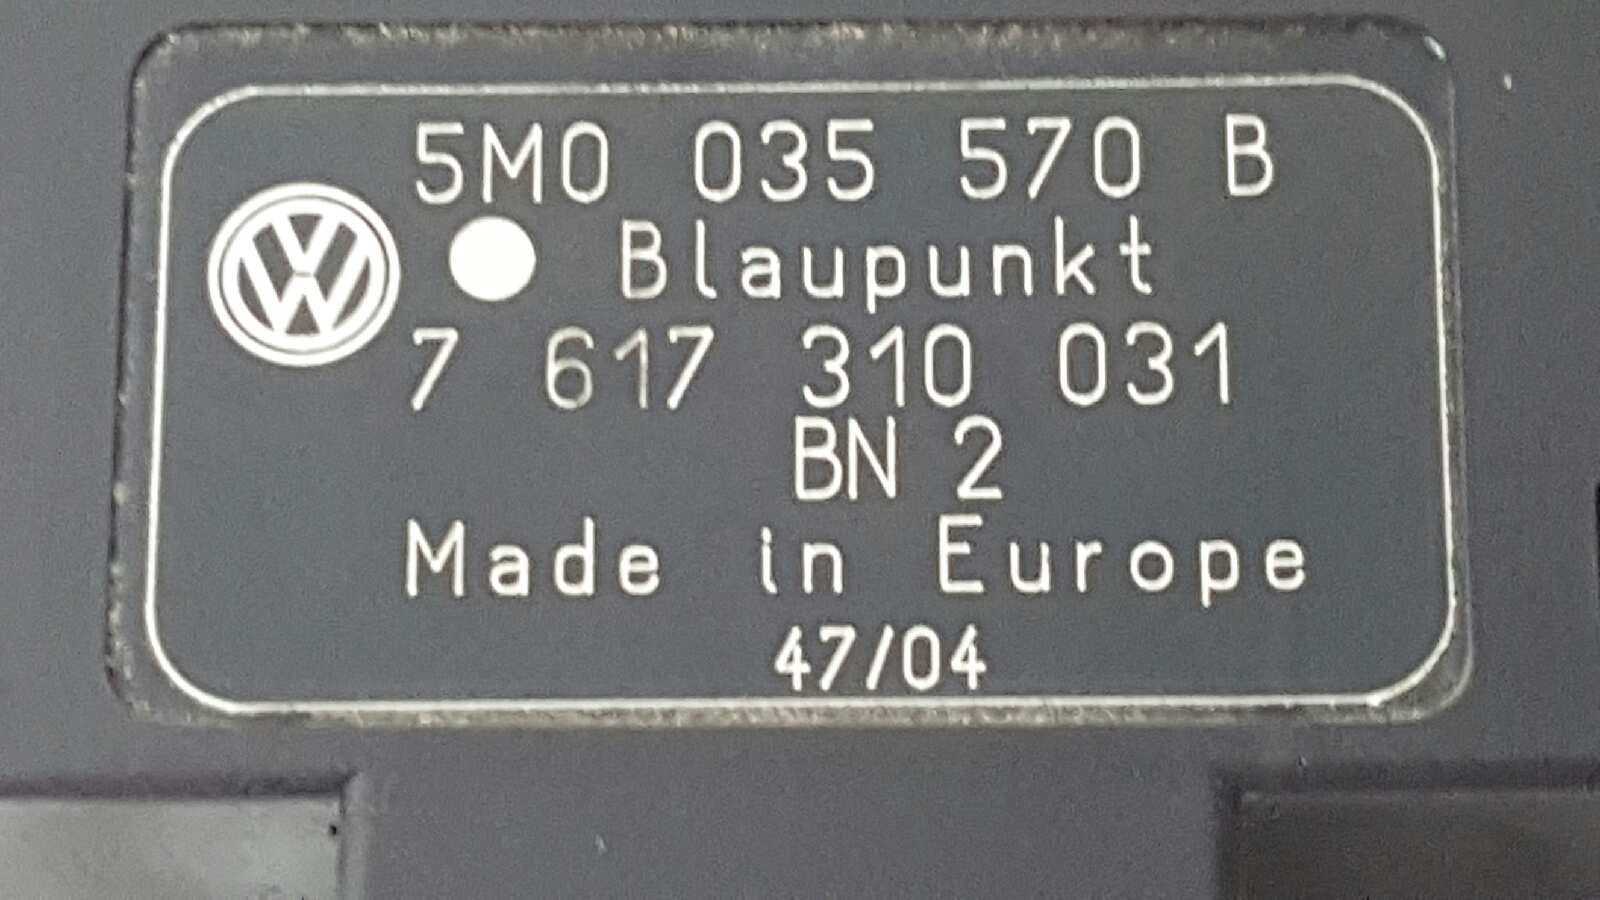 5M0 035 570 B
Blaupunkt
7 617 310 031
BN 2
Made in Europe
47/04